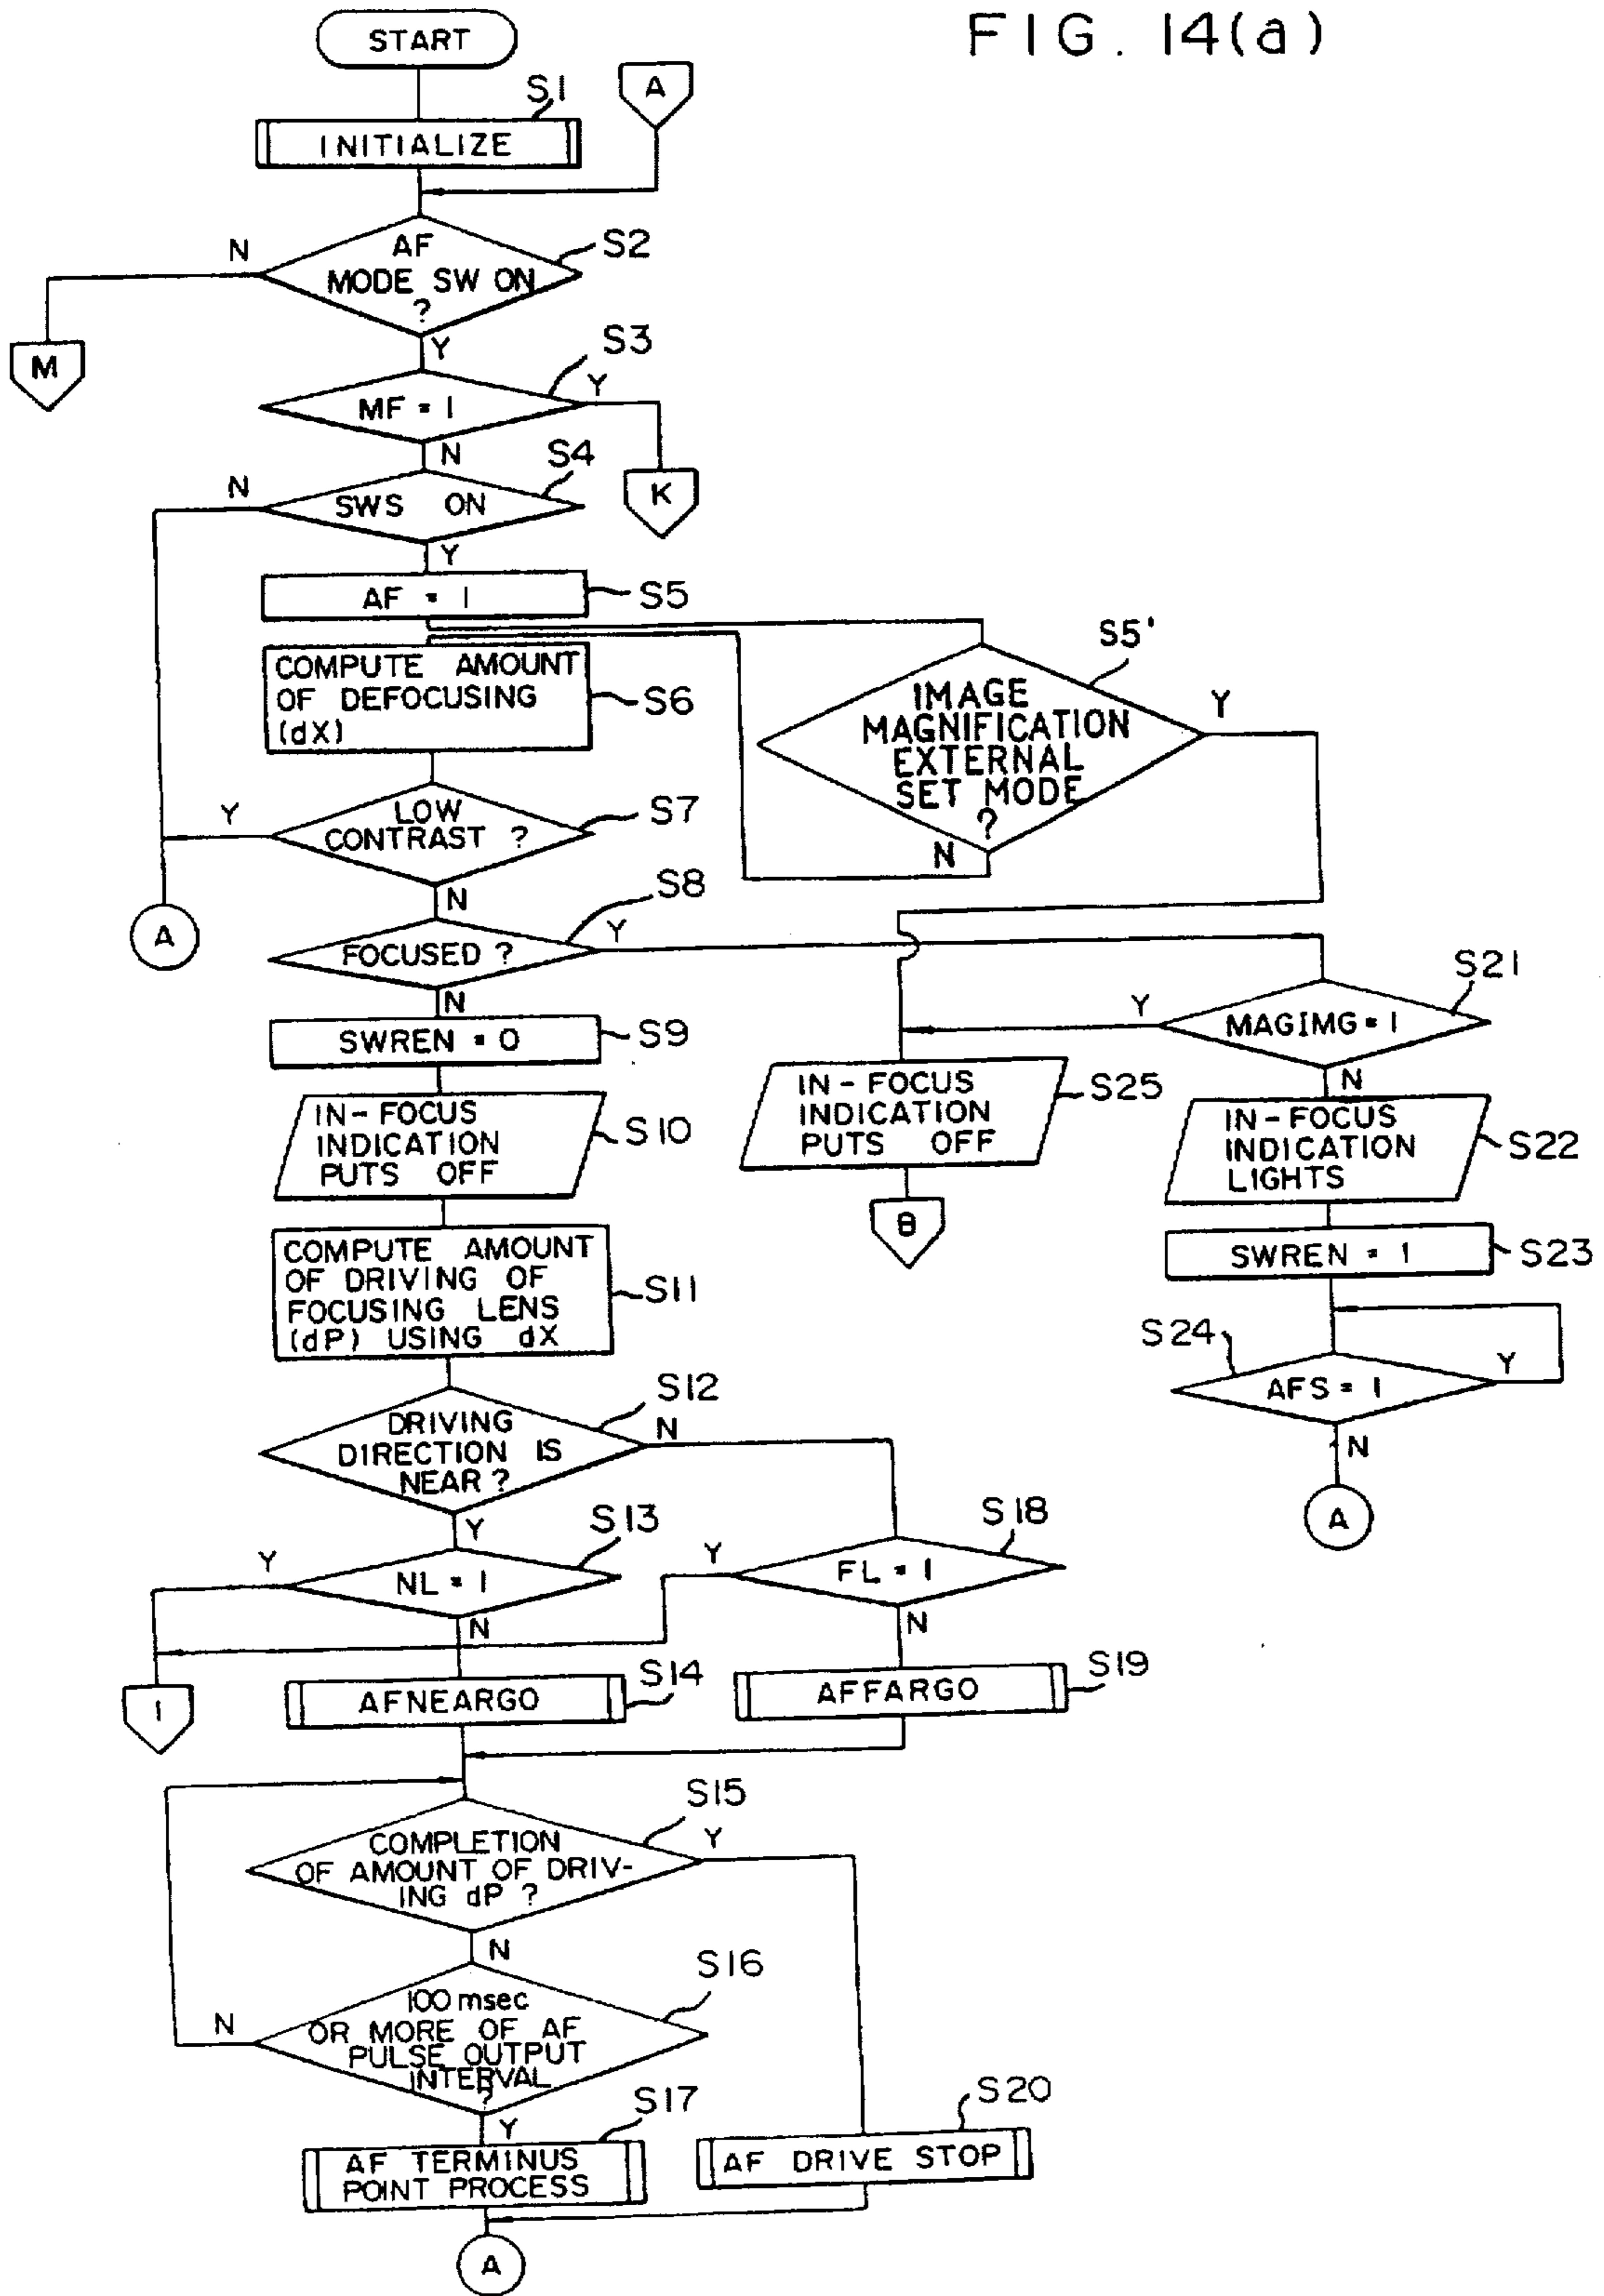 FIG. 14(a)
START
A
S1
INITIALIZE
N
AF
MODE SW ON
?
S2
M
Y
S3
MF = 1
Y
N
K
S4
N
SWS ON
Y
AF = 1
S5
S5'
IMAGE
MAGNIFICATION
EXTERNAL
SET MODE
?
Y
N
COMPUTE AMOUNT
OF DEFOCUSING
(dX)
S6
Y
LOW
CONTRAST ?
S7
A
N
S8
FOCUSED ?
Y
N
SWREN = 0
S9
S21
Y
MAGIMG = 1
N
IN-FOCUS
INDICATION
PUTS OFF
S10
IN-FOCUS
INDICATION
PUTS OFF
S25
B
IN-FOCUS
INDICATION
LIGHTS
S22
SWREN = 1
S23
S24
AFS = 1
Y
N
A
COMPUTE AMOUNT
OF DRIVING OF
FOCUSING LENS
(dP) USING dX
S11
S12
DRIVING
DIRECTION IS
NEAR ?
N
Y
S13
Y
NL = 1
N
S18
Y
FL = 1
N
I
AFNEARGO
S14
AFFARGO
S19
S15
COMPLETION
OF AMOUNT OF DRIV-
ING dP ?
Y
N
S16
100 msec
OR MORE OF AF
PULSE OUTPUT
INTERVAL
?
N
Y
S17
AF TERMINUS
POINT PROCESS
S20
AF DRIVE STOP
A